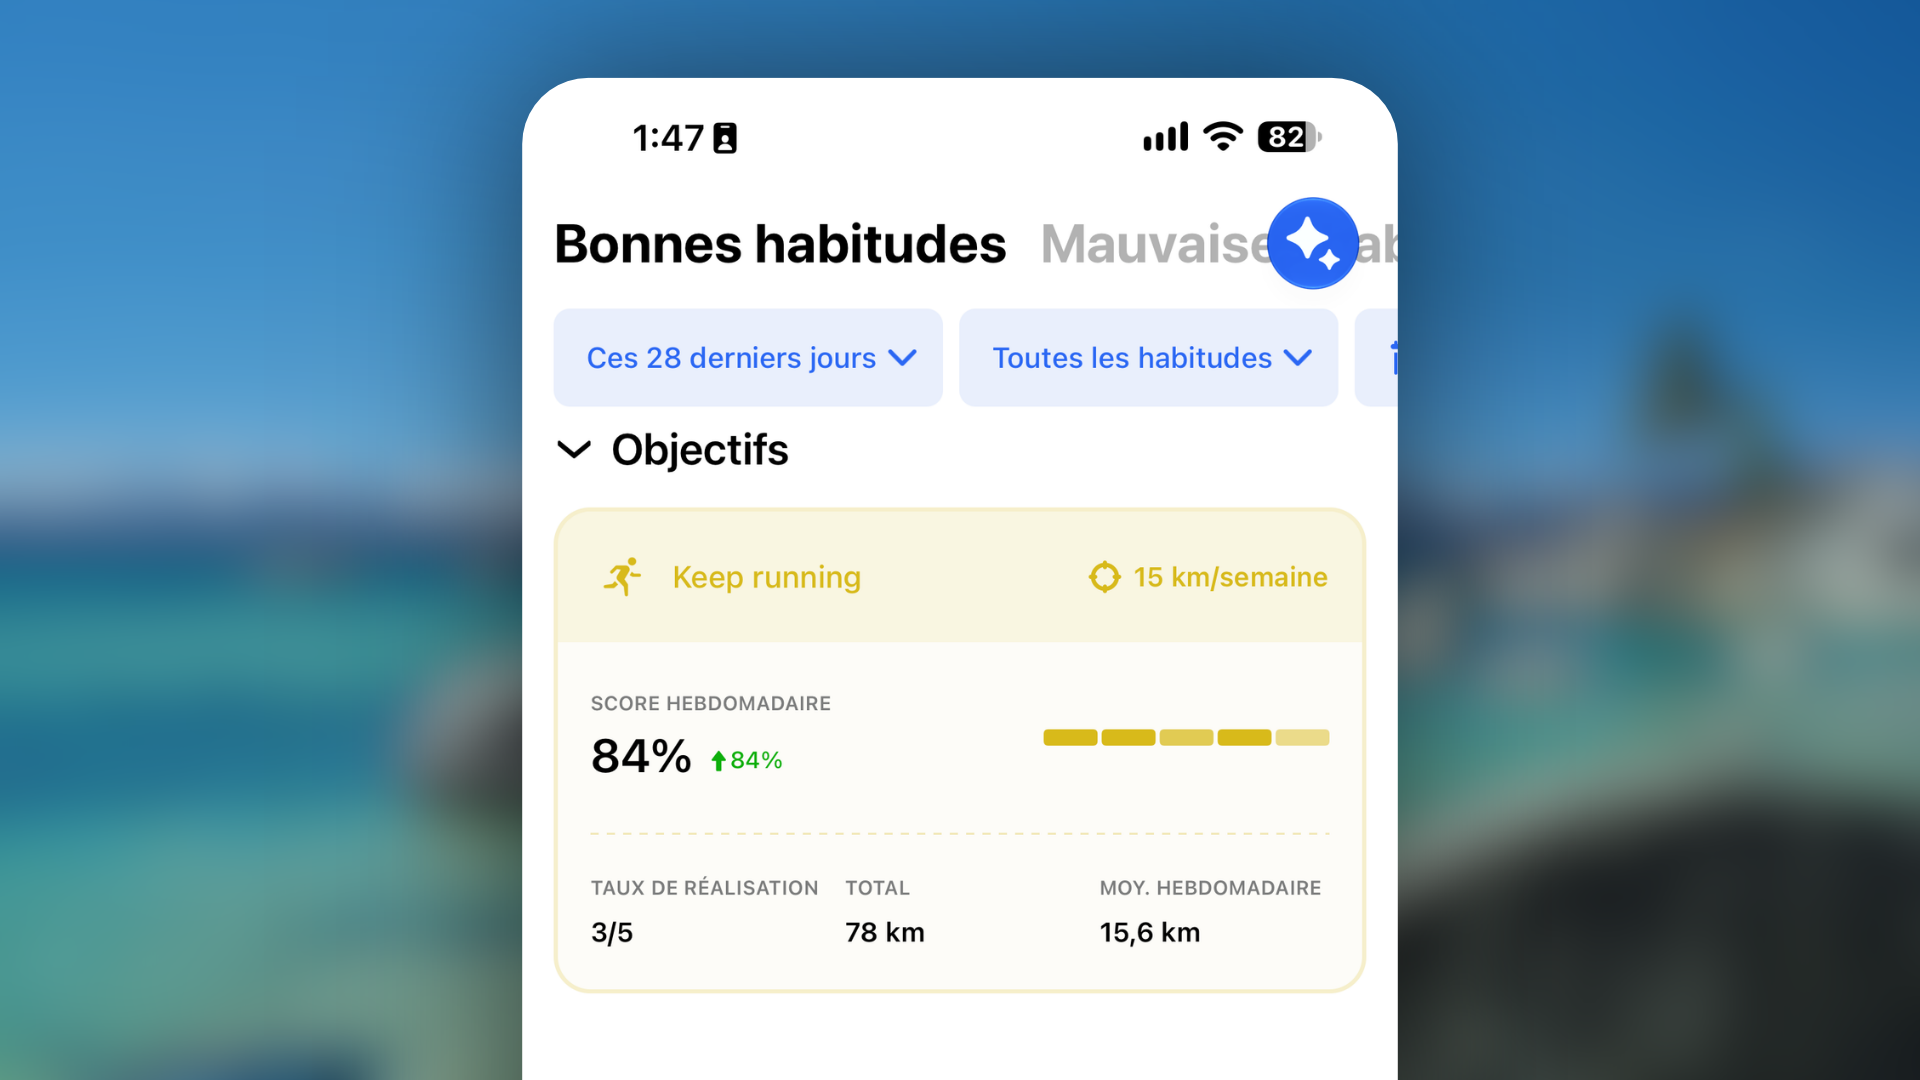 1:47
82
Bonnes habitudes Mauvaise
Ces 28 derniers jours
Toutes les habitudes
Objectifs
Keep running
15 km/semaine
SCORE HEBDOMADAIRE
84% 84%
TAUX DE RÉALISATION TOTAL MOY. HEBDOMADAIRE
3/5 78 km 15,6 km